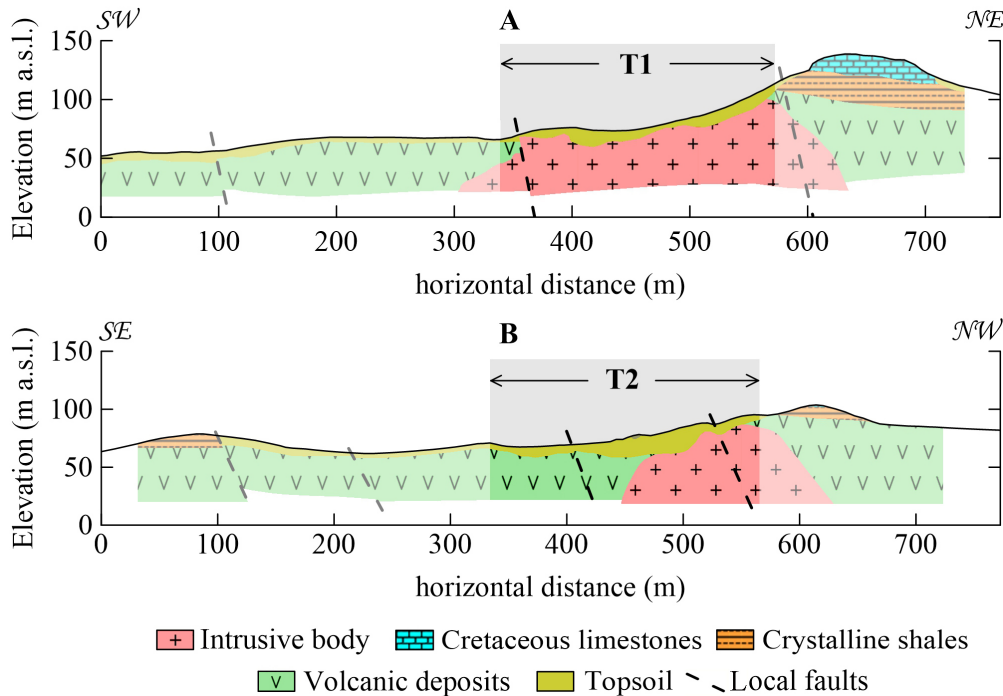 SW A NE
150
T1
100
50
0
Elevation (m a.s.l.)
0 100 200 300 400 500 600 700
horizontal distance (m)
SE B NW
150
T2
100
50
0
Elevation (m a.s.l.)
0 100 200 300 400 500 600 700
horizontal distance (m)
Intrusive body Cretaceous limestones Crystalline shales
Volcanic deposits Topsoil Local faults